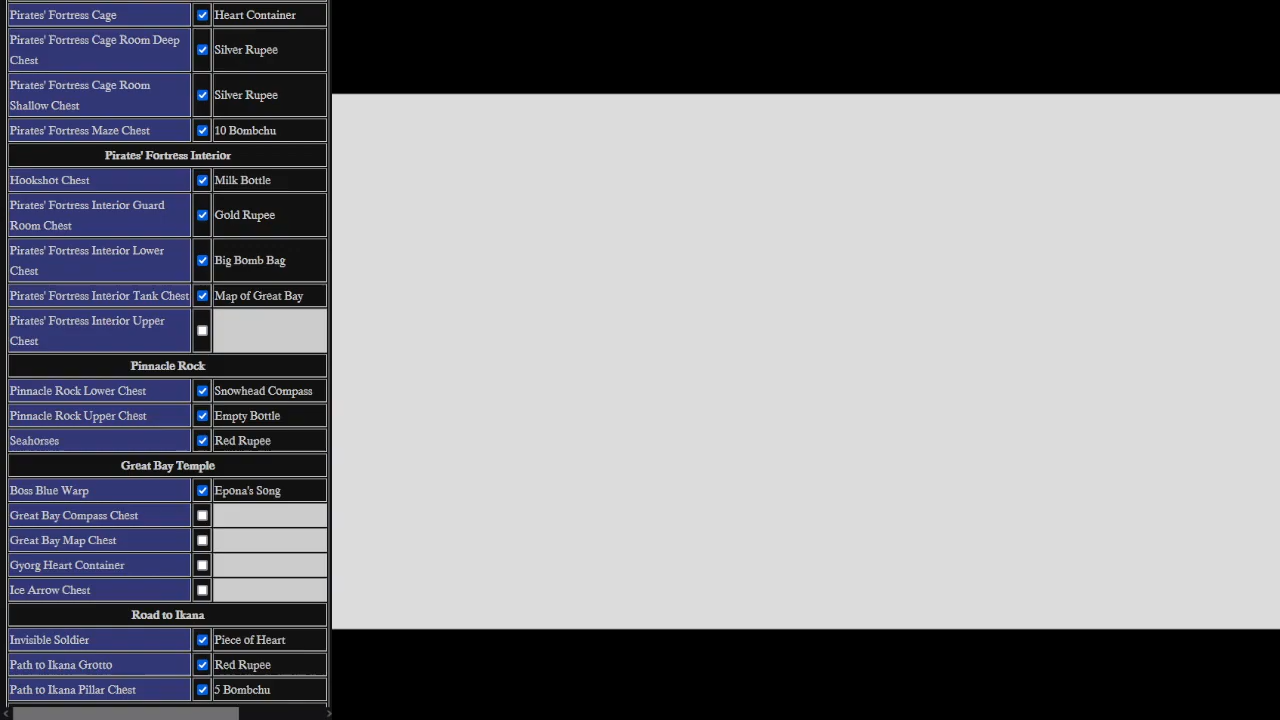 Pirates' Fortress Cage Heart Container
Pirates' Fortress Cage Room Deep
Chest
Silver Rupee
Pirates' Fortress Cage Room
Shallow Chest
Silver Rupee
Pirates' Fortress Maze Chest 10 Bombchu
Pirates' Fortress Interior
Hookshot Chest Milk Bottle
Pirates' Fortress Interior Guard
Room Chest
Gold Rupee
Pirates' Fortress Interior Lower
Chest
Big Bomb Bag
Pirates' Fortress Interior Tank Chest Map of Great Bay
Pirates' Fortress Interior Upper
Chest
Pinnacle Rock
Pinnacle Rock Lower Chest Snowhead Compass
Pinnacle Rock Upper Chest Empty Bottle
Seahorses Red Rupee
Great Bay Temple
Boss Blue Warp Epona's Song
Great Bay Compass Chest
Great Bay Map Chest
Gyorg Heart Container
Ice Arrow Chest
Road to Ikana
Invisible Soldier Piece of Heart
Path to Ikana Grotto Red Rupee
Path to Ikana Pillar Chest 5 Bombchu